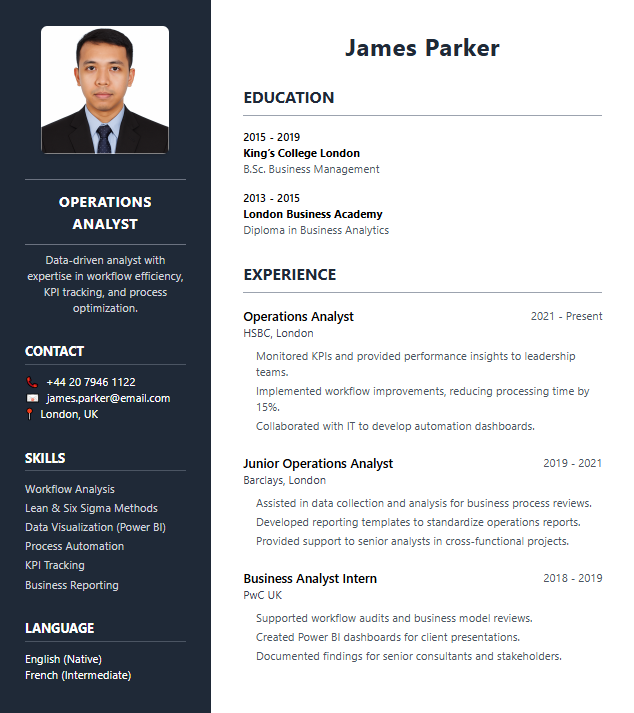 OPERATIONS
ANALYST
Data-driven analyst with
expertise in workflow efficiency,
KPI tracking, and process
optimization.
CONTACT
+44 20 7946 1122
james.parker@email.com
London, UK
SKILLS
Workflow Analysis
Lean & Six Sigma Methods
Data Visualization (Power BI)
Process Automation
KPI Tracking
Business Reporting
LANGUAGE
English (Native)
French (Intermediate)
James Parker
EDUCATION
2015 - 2019
King’s College London
B.Sc. Business Management
2013 - 2015
London Business Academy
Diploma in Business Analytics
EXPERIENCE
Operations Analyst 2021 - Present
HSBC, London
Monitored KPIs and provided performance insights to leadership
teams.
Implemented workflow improvements, reducing processing time by
15%.
Collaborated with IT to develop automation dashboards.
Junior Operations Analyst 2019 - 2021
Barclays, London
Assisted in data collection and analysis for business process reviews.
Developed reporting templates to standardize operations reports.
Provided support to senior analysts in cross-functional projects.
Business Analyst Intern 2018 - 2019
PwC UK
Supported workflow audits and business model reviews.
Created Power BI dashboards for client presentations.
Documented findings for senior consultants and stakeholders.